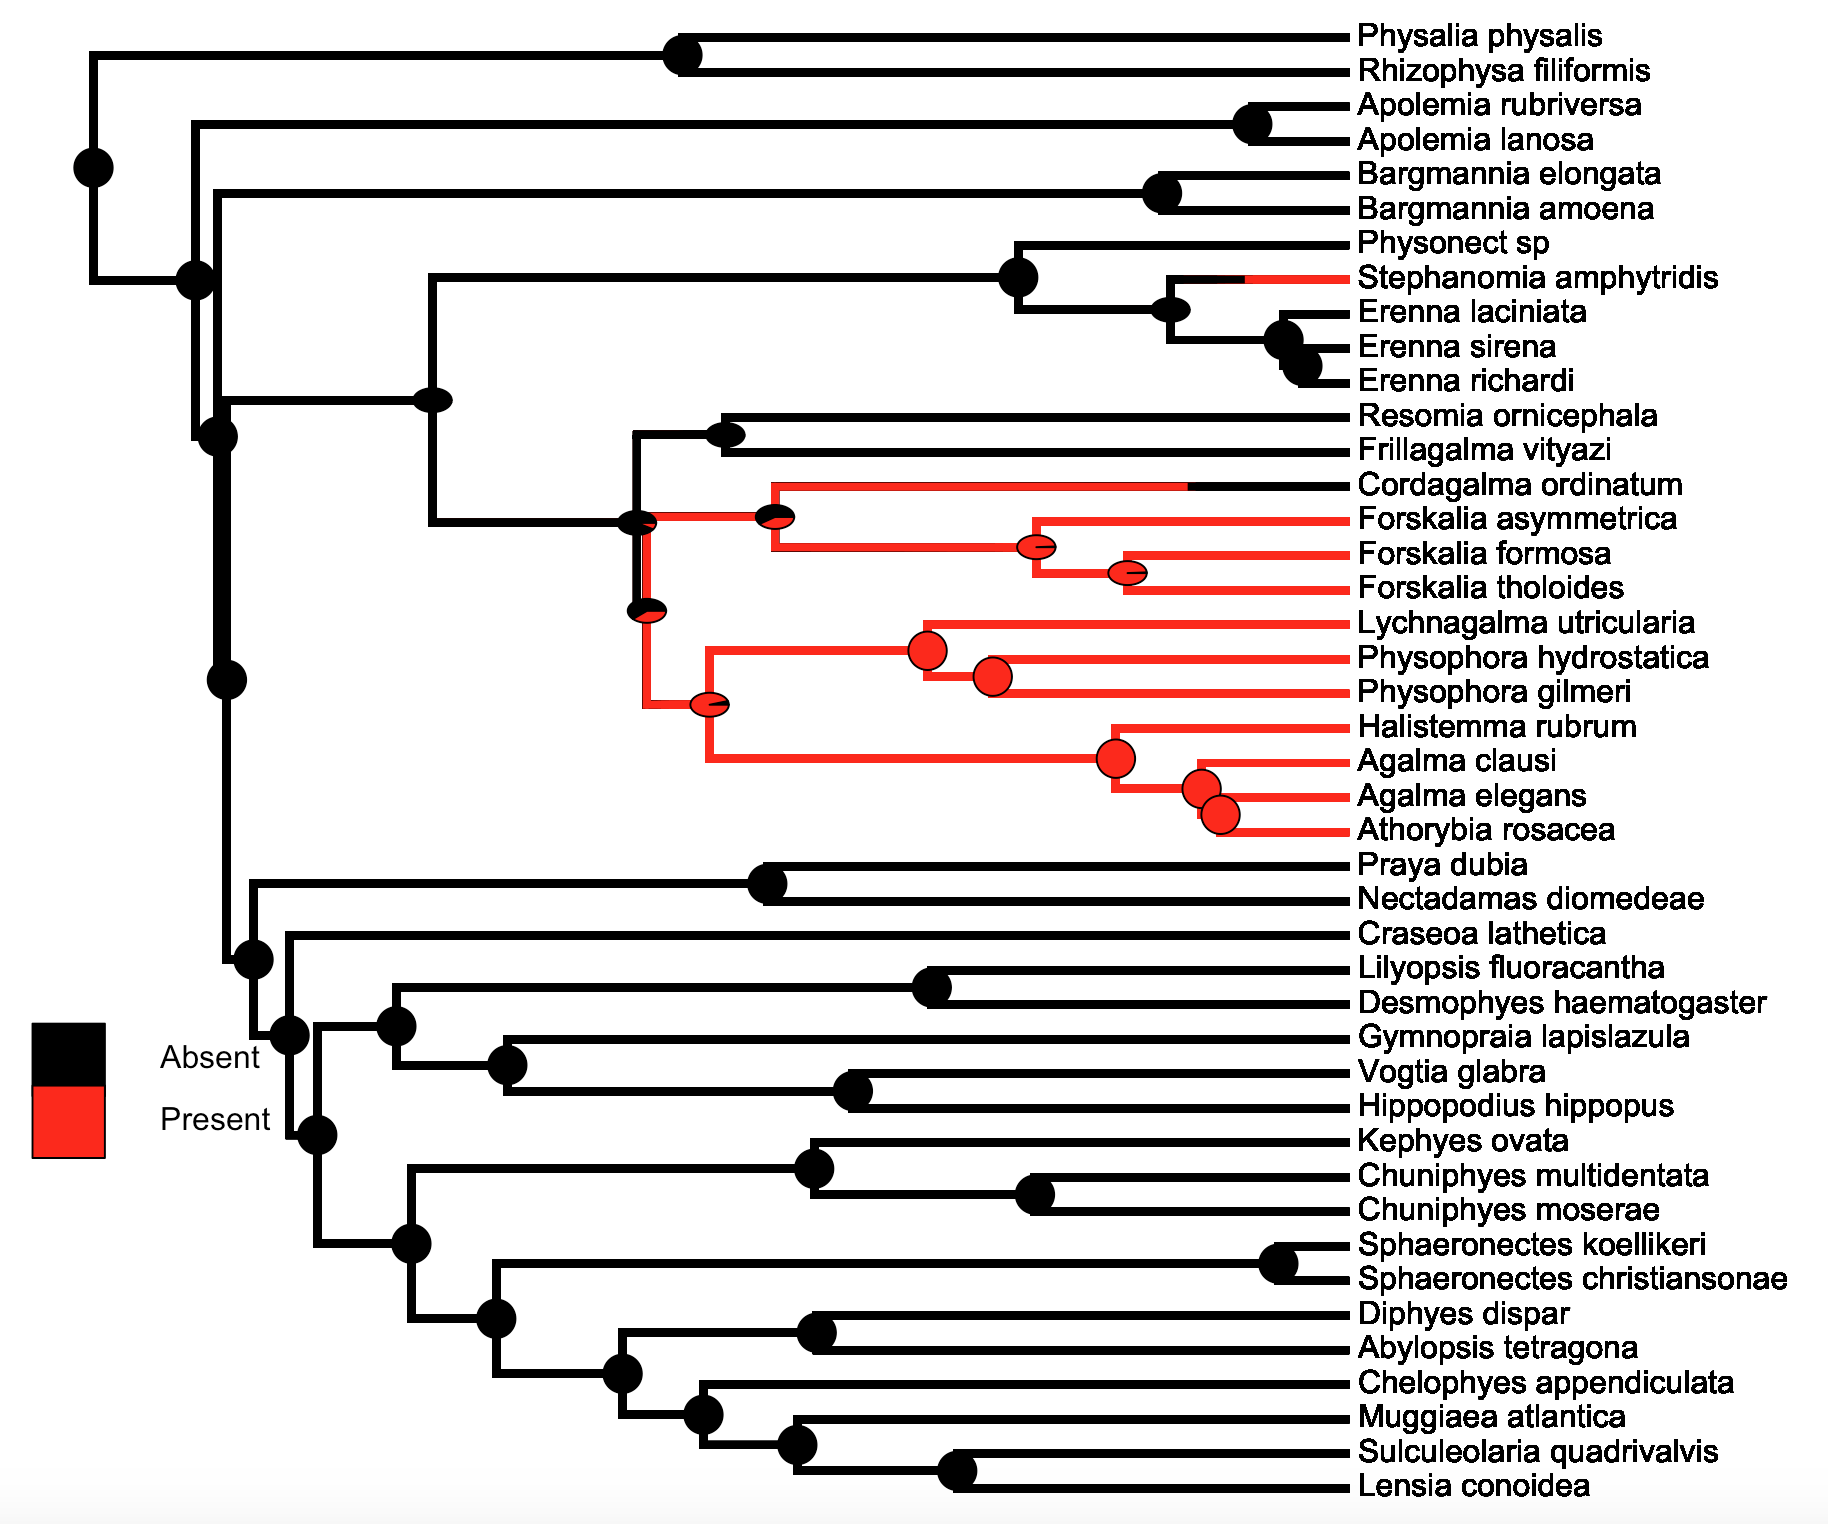 Physalia physalis
Rhizophysa filiformis
Apolemia rubriversa
Apolemia lanosa
Bargmannia elongata
Bargmannia amoena
Physonect sp
Stephanomia amphytridis
Erenna laciniata
Erenna sirena
Erenna richardi
Resomia ornicephala
Frillagalma vityazi
Cordagalma ordinatum
Forskalia asymmetrica
Forskalia formosa
Forskalia tholoides
Lychnagalma utricularia
Physophora hydrostatica
Physophora gilmeri
Halistemma rubrum
Agalma clausi
Agalma elegans
Athorybia rosacea
Praya dubia
Nectadamas diomedeae
Craseoa lathetica
Lilyopsis fluoracantha
Desmophyes haematogaster
Gymnopraia lapislazula
Vogtia glabra
Hippopodius hippopus
Kephyes ovata
Chuniphyes multidentata
Chuniphyes moserae
Sphaeronectes koellikeri
Sphaeronectes christiansonae
Diphyes dispar
Abylopsis tetragona
Chelophyes appendiculata
Muggiaea atlantica
Sulculeolaria quadrivalvis
Lensia conoidea
Absent
Present